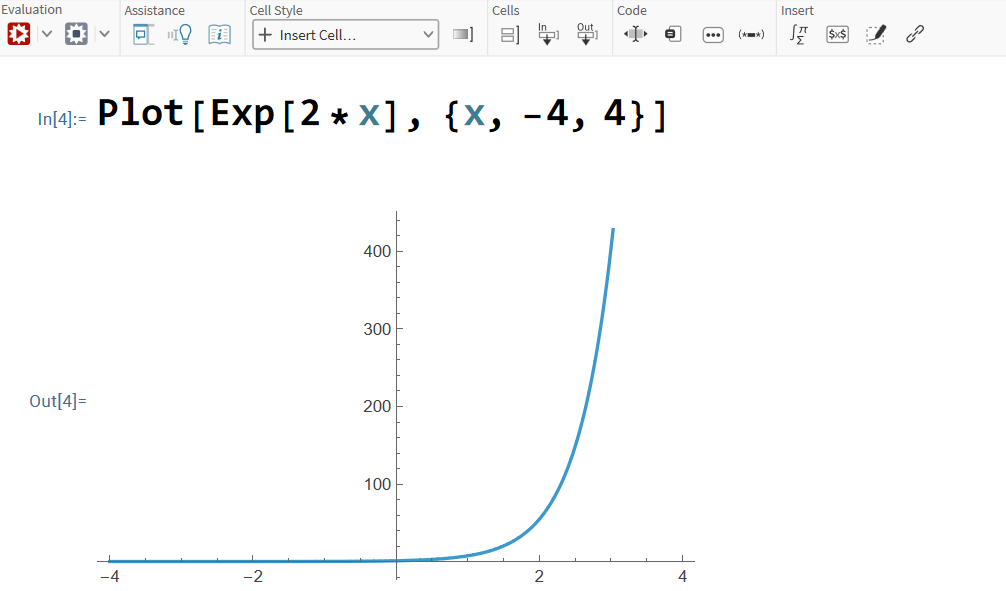 Evaluation Assistance Cell Style Cells Code Insert
Insert Cell... In Out $x$ (*▬*)
In[4]:= Plot[Exp[2 * x], {x, -4, 4}]
400
300
200
Out[4]=
100
-4 -2 2 4